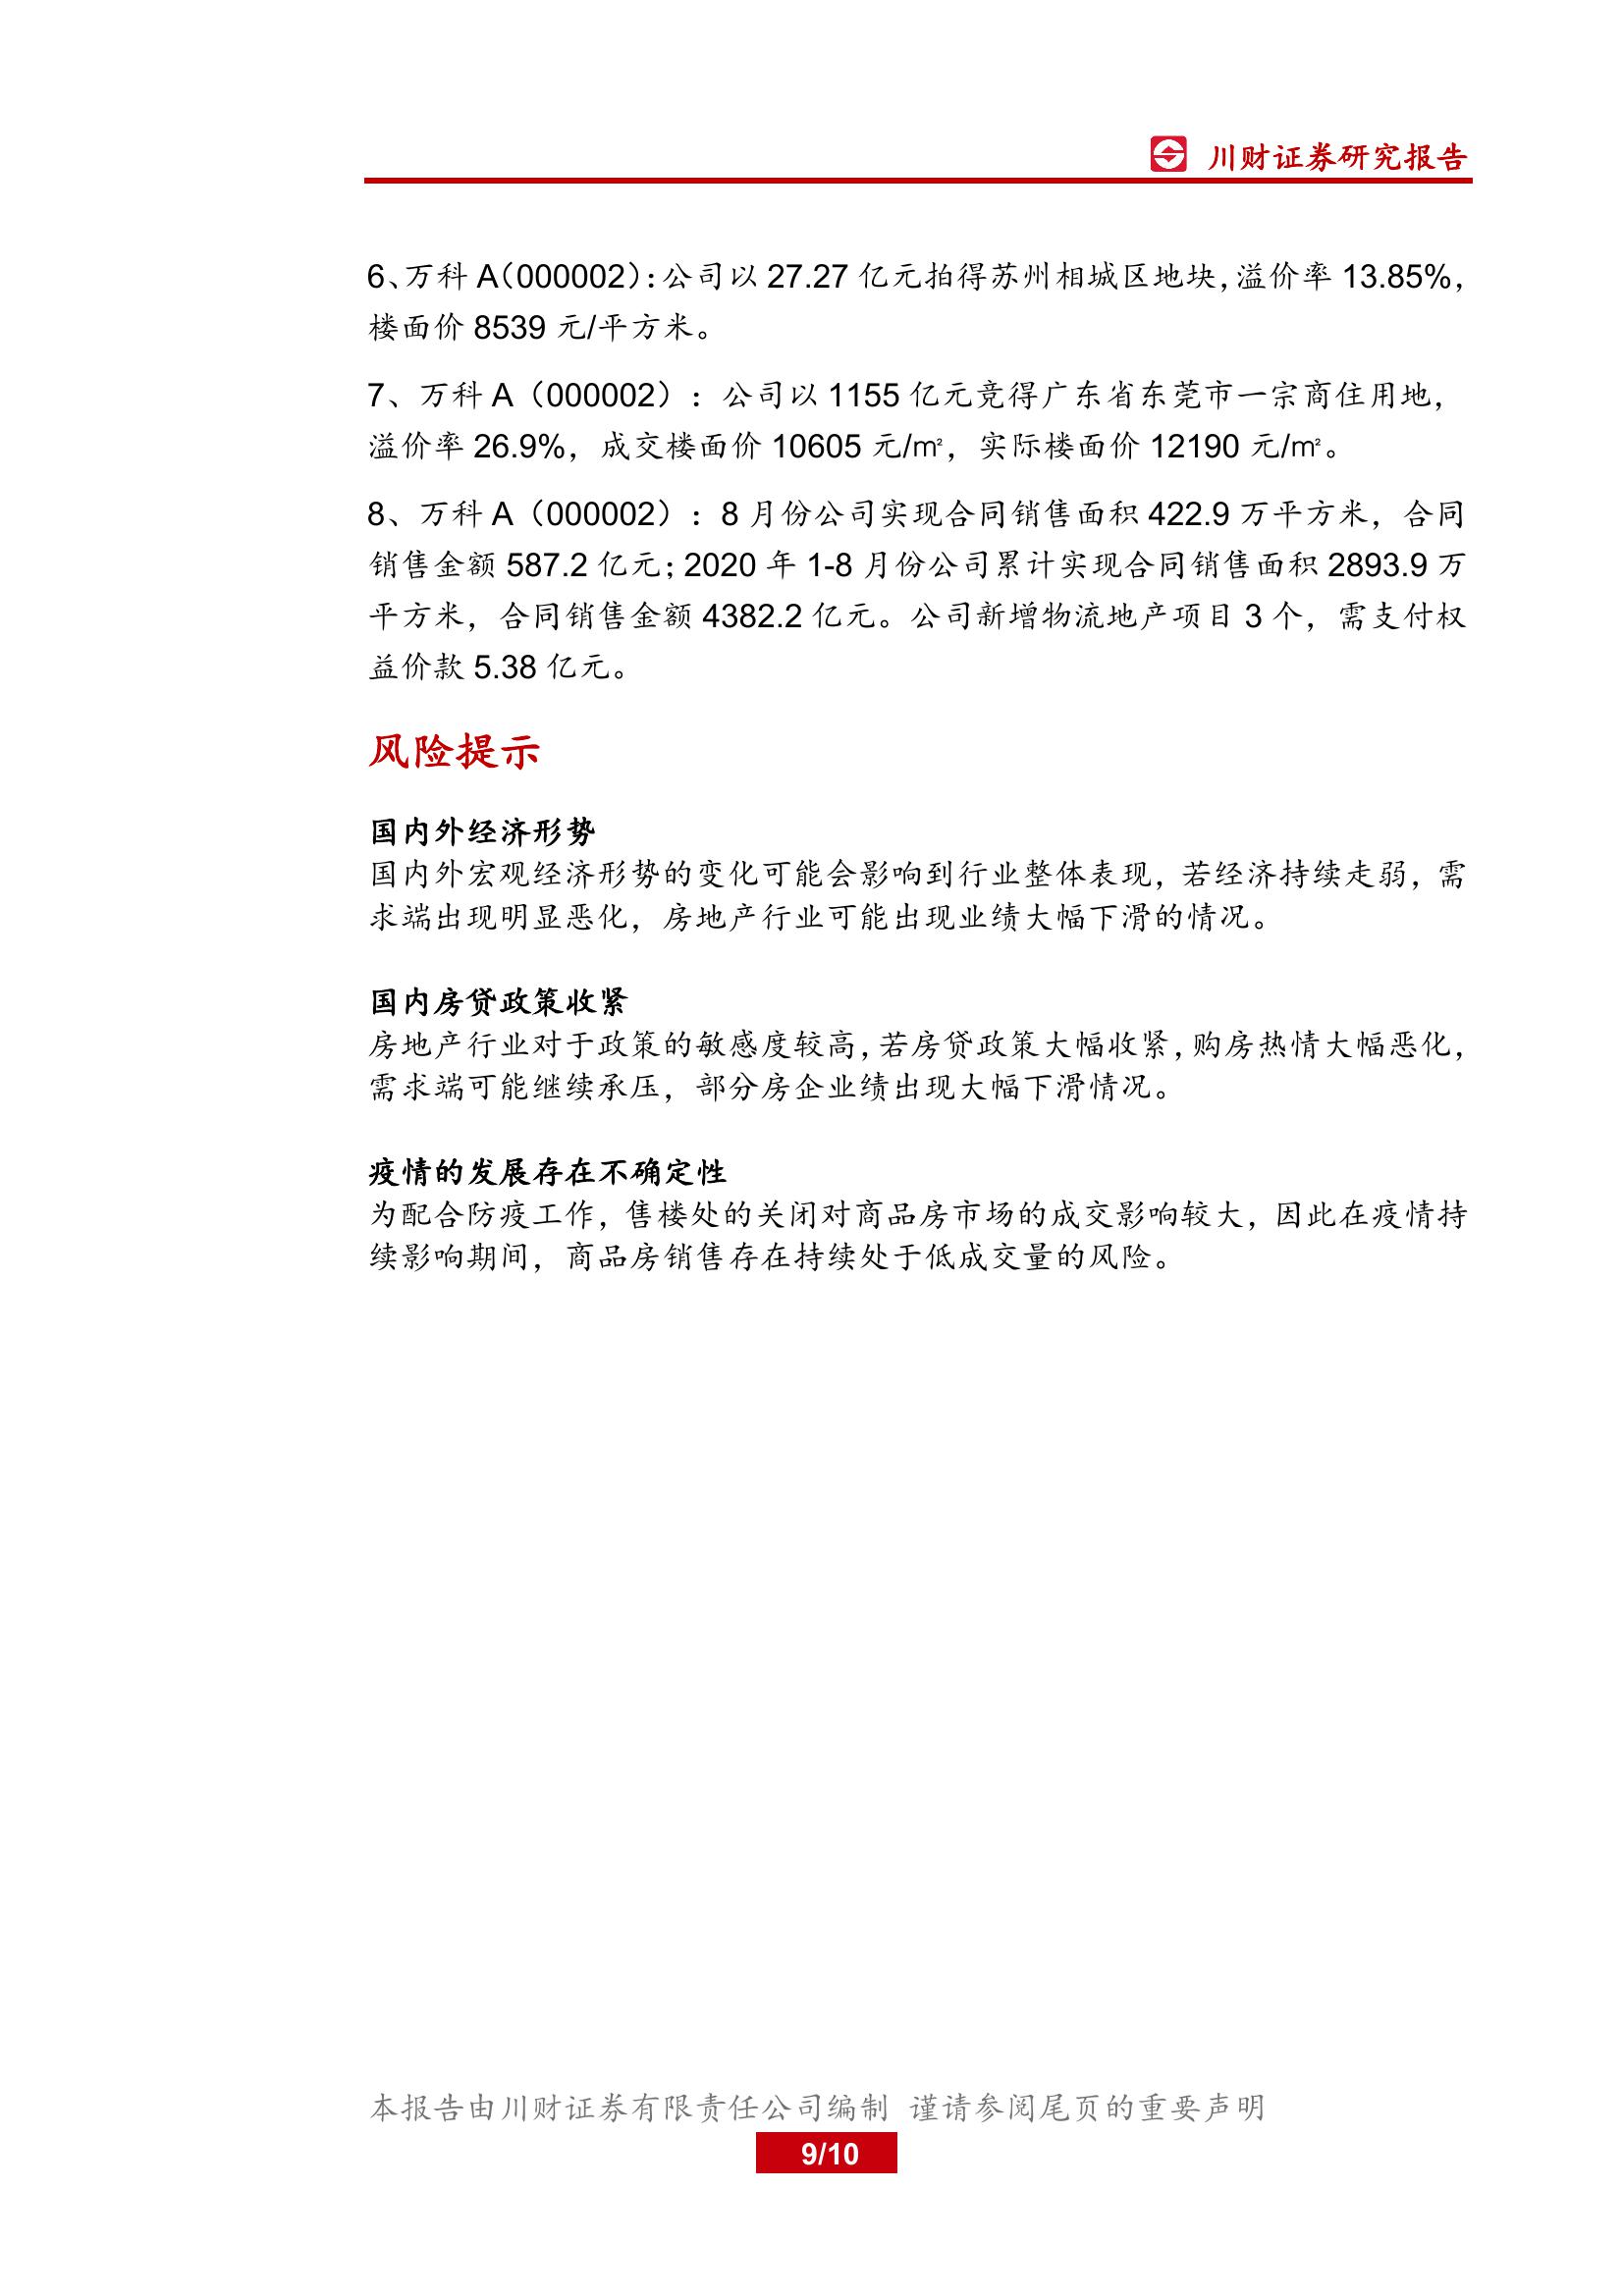 川财证券研究报告
6、万科 A（000002）：公司以 27.27 亿元拍得苏州相城区地块，溢价率 13.85%，
楼面价 8539 元/平方米。
7、万科 A（000002）：公司以 1155 亿元竞得广东省东莞市一宗商住用地，
溢价率 26.9%，成交楼面价 10605 元/㎡，实际楼面价 12190 元/㎡。
8、万科 A（000002）：8 月份公司实现合同销售面积 422.9 万平方米，合同
销售金额 587.2 亿元；2020 年 1-8 月份公司累计实现合同销售面积 2893.9 万
平方米，合同销售金额 4382.2 亿元。公司新增物流地产项目 3 个，需支付权
益价款 5.38 亿元。
风险提示
国内外经济形势
国内外宏观经济形势的变化可能会影响到行业整体表现，若经济持续走弱，需
求端出现明显恶化，房地产行业可能出现业绩大幅下滑的情况。
国内房贷政策收紧
房地产行业对于政策的敏感度较高，若房贷政策大幅收紧，购房热情大幅恶化，
需求端可能继续承压，部分房企业绩出现大幅下滑情况。
疫情的发展存在不确定性
为配合防疫工作，售楼处的关闭对商品房市场的成交影响较大，因此在疫情持
续影响期间，商品房销售存在持续处于低成交量的风险。
本报告由川财证券有限责任公司编制 谨请参阅尾页的重要声明
9/10